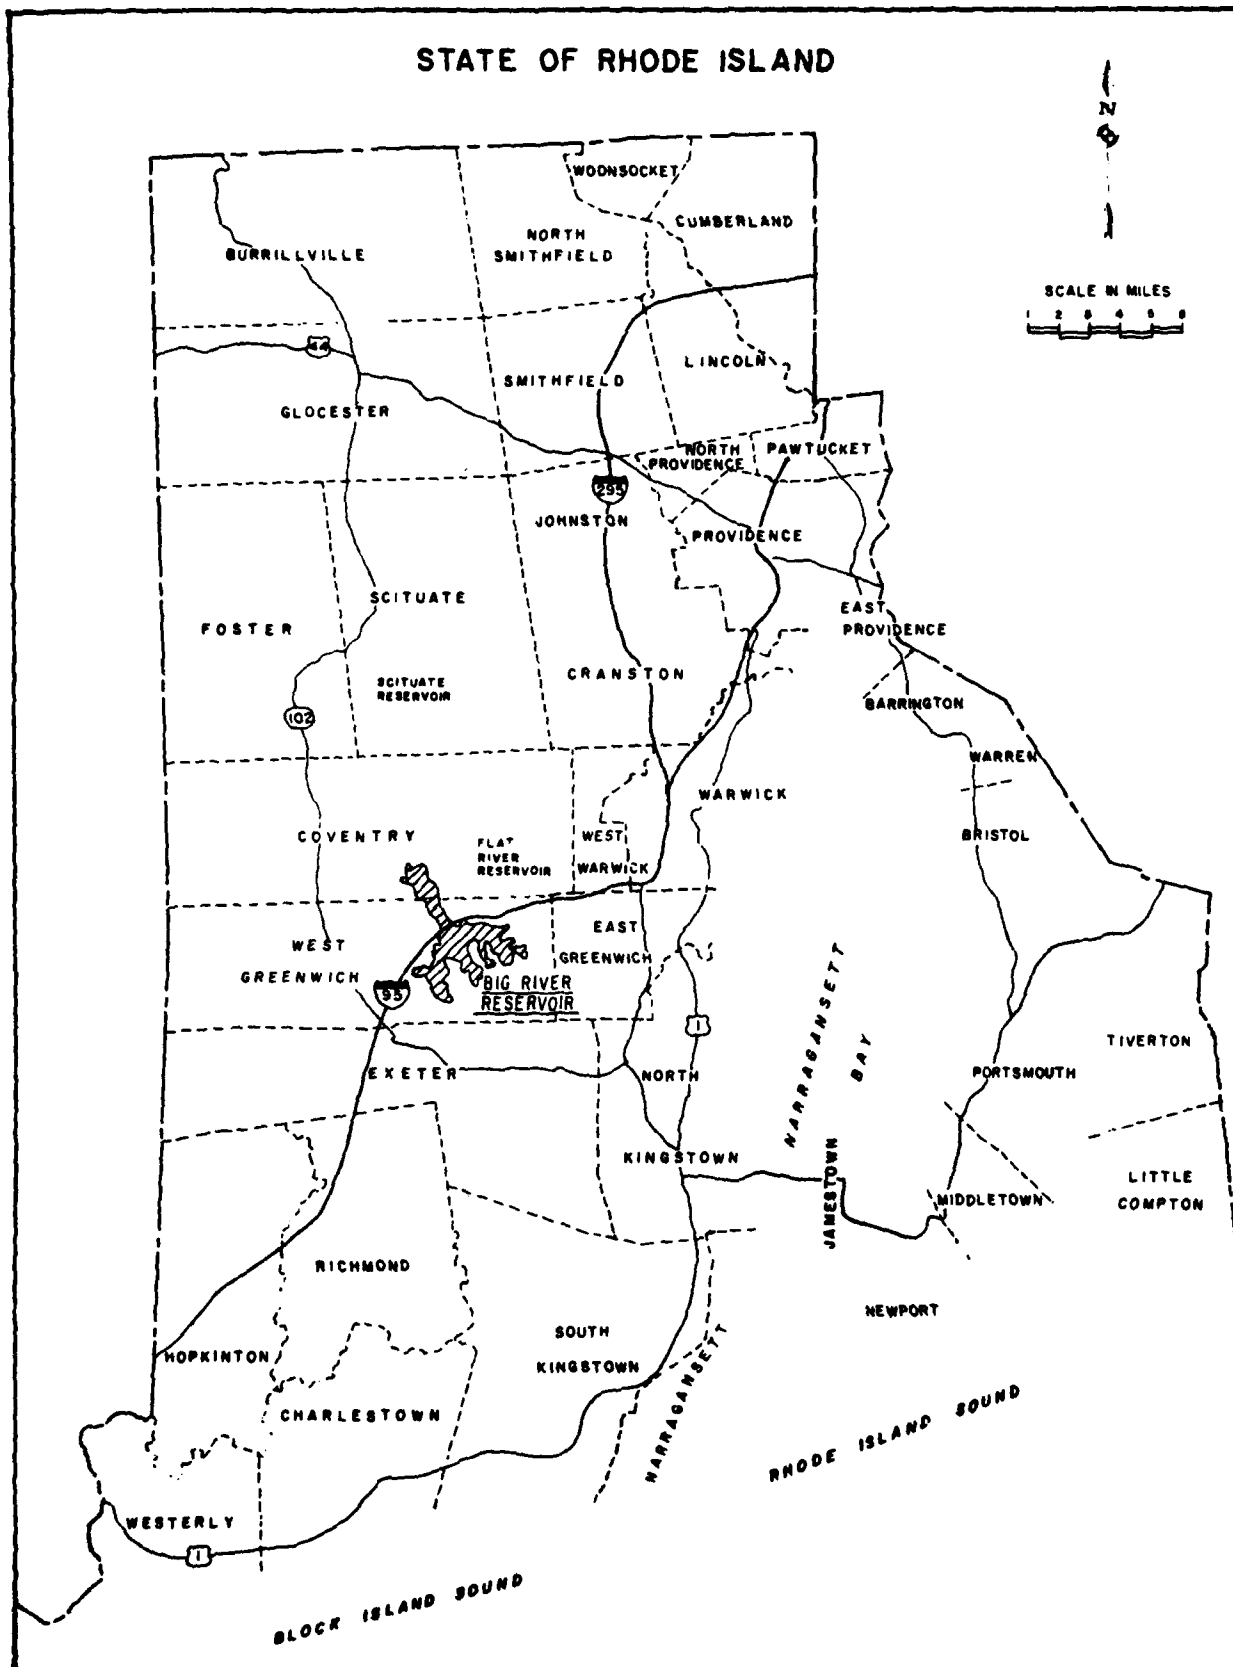 STATE OF RHODE ISLAND
N
SCALE IN MILES
1 2 3 4 5 6
WOONSOCKET
CUMBERLAND
NORTH
SMITHFIELD
BURRILLVILLE
44
LINCOLN
SMITHFIELD
GLOCESTER
NORTH
PROVIDENCE
PAWTUCKET
295
JOHNSTON
PROVIDENCE
SCITUATE
FOSTER
EAST
PROVIDENCE
CRANSTON
SCITUATE
RESERVOIR
102
BARRINGTON
WARREN
WARWICK
COVENTRY
FLAT
RIVER
RESERVOIR
WEST
WARWICK
BRISTOL
WEST
GREENWICH
EAST
GREENWICH
95
BIG RIVER
RESERVOIR
1
NARRAGANSETT
BAY
TIVERTON
EXETER
NORTH
KINGSTOWN
PORTSMOUTH
JAMESTOWN
MIDDLETOWN
LITTLE
COMPTON
RICHMOND
NEWPORT
HOPKINTON
SOUTH
KINGSTOWN
NARRAGANSETT
CHARLESTOWN
RHODE ISLAND SOUND
WESTERLY
1
BLOCK ISLAND SOUND